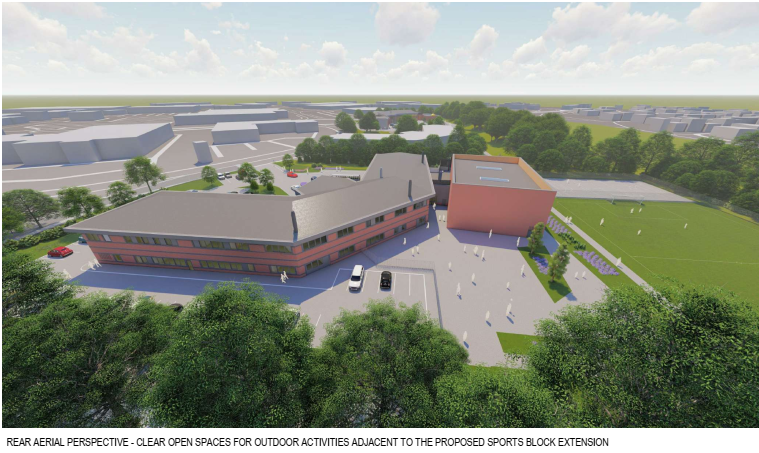 REAR AERIAL PERSPECTIVE - CLEAR OPEN SPACES FOR OUTDOOR ACTIVITIES ADJACENT TO THE PROPOSED SPORTS BLOCK EXTENSION